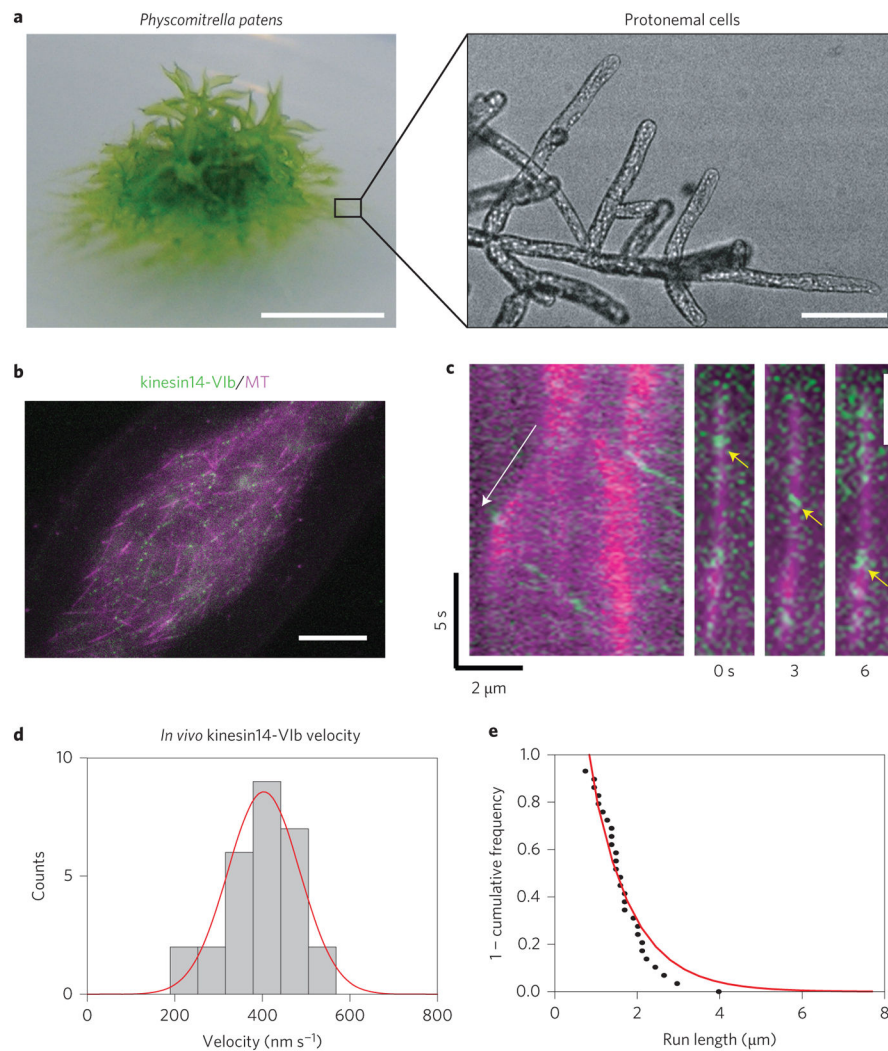 a
Physcomitrella patens
Protonemal cells
b
kinesin14-VIb/MT
c
5 s
2 μm
0 s
3
6
d
In vivo kinesin14-VIb velocity
10
5
0
Counts
0
200
400
600
800
Velocity (nm s⁻¹)
e
1.0
0.8
0.6
0.4
0.2
0.0
1 – cumulative frequency
0
2
4
6
8
Run length (μm)